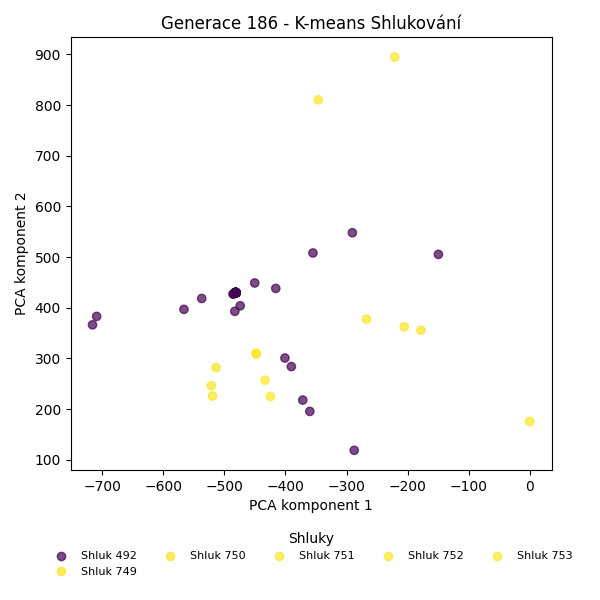 Generace 186 - K-means Shlukování
900
800
700
600
500
400
300
200
100
PCA komponent 2
−700 −600 −500 −400 −300 −200 −100 0
PCA komponent 1
Shluky
Shluk 492 Shluk 750 Shluk 751 Shluk 752 Shluk 753
Shluk 749